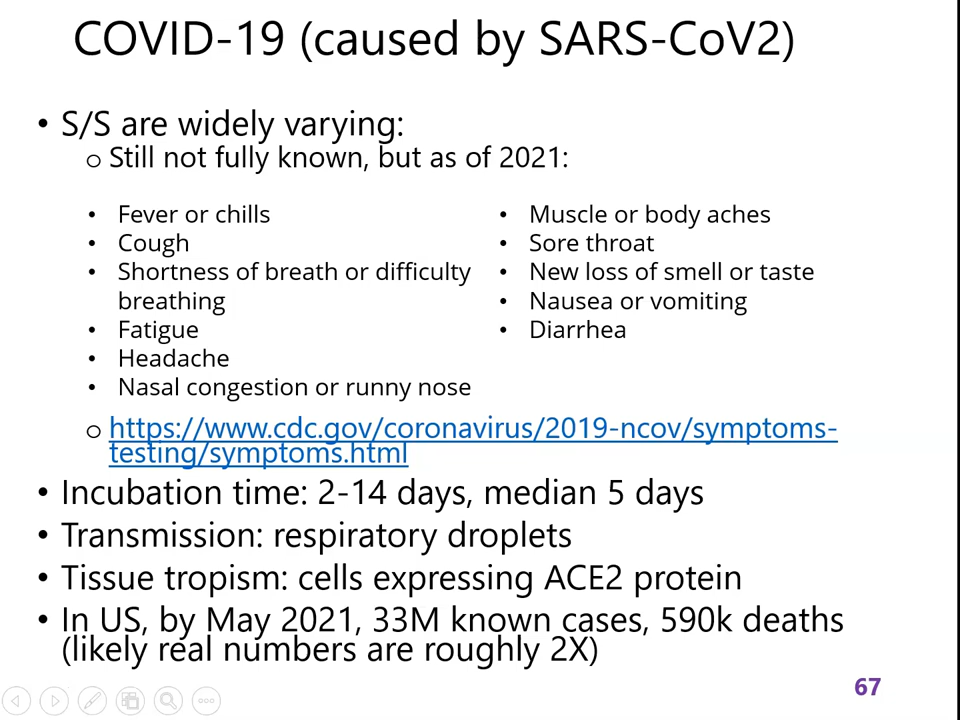 COVID-19 (caused by SARS-CoV2)
• S/S are widely varying:
o Still not fully known, but as of 2021:
• Fever or chills
• Cough
• Shortness of breath or difficulty
breathing
• Fatigue
• Headache
• Nasal congestion or runny nose
• Muscle or body aches
• Sore throat
• New loss of smell or taste
• Nausea or vomiting
• Diarrhea
o https://www.cdc.gov/coronavirus/2019-ncov/symptoms-
testing/symptoms.html
• Incubation time: 2-14 days, median 5 days
• Transmission: respiratory droplets
• Tissue tropism: cells expressing ACE2 protein
• In US, by May 2021, 33M known cases, 590k deaths
(likely real numbers are roughly 2X)
67